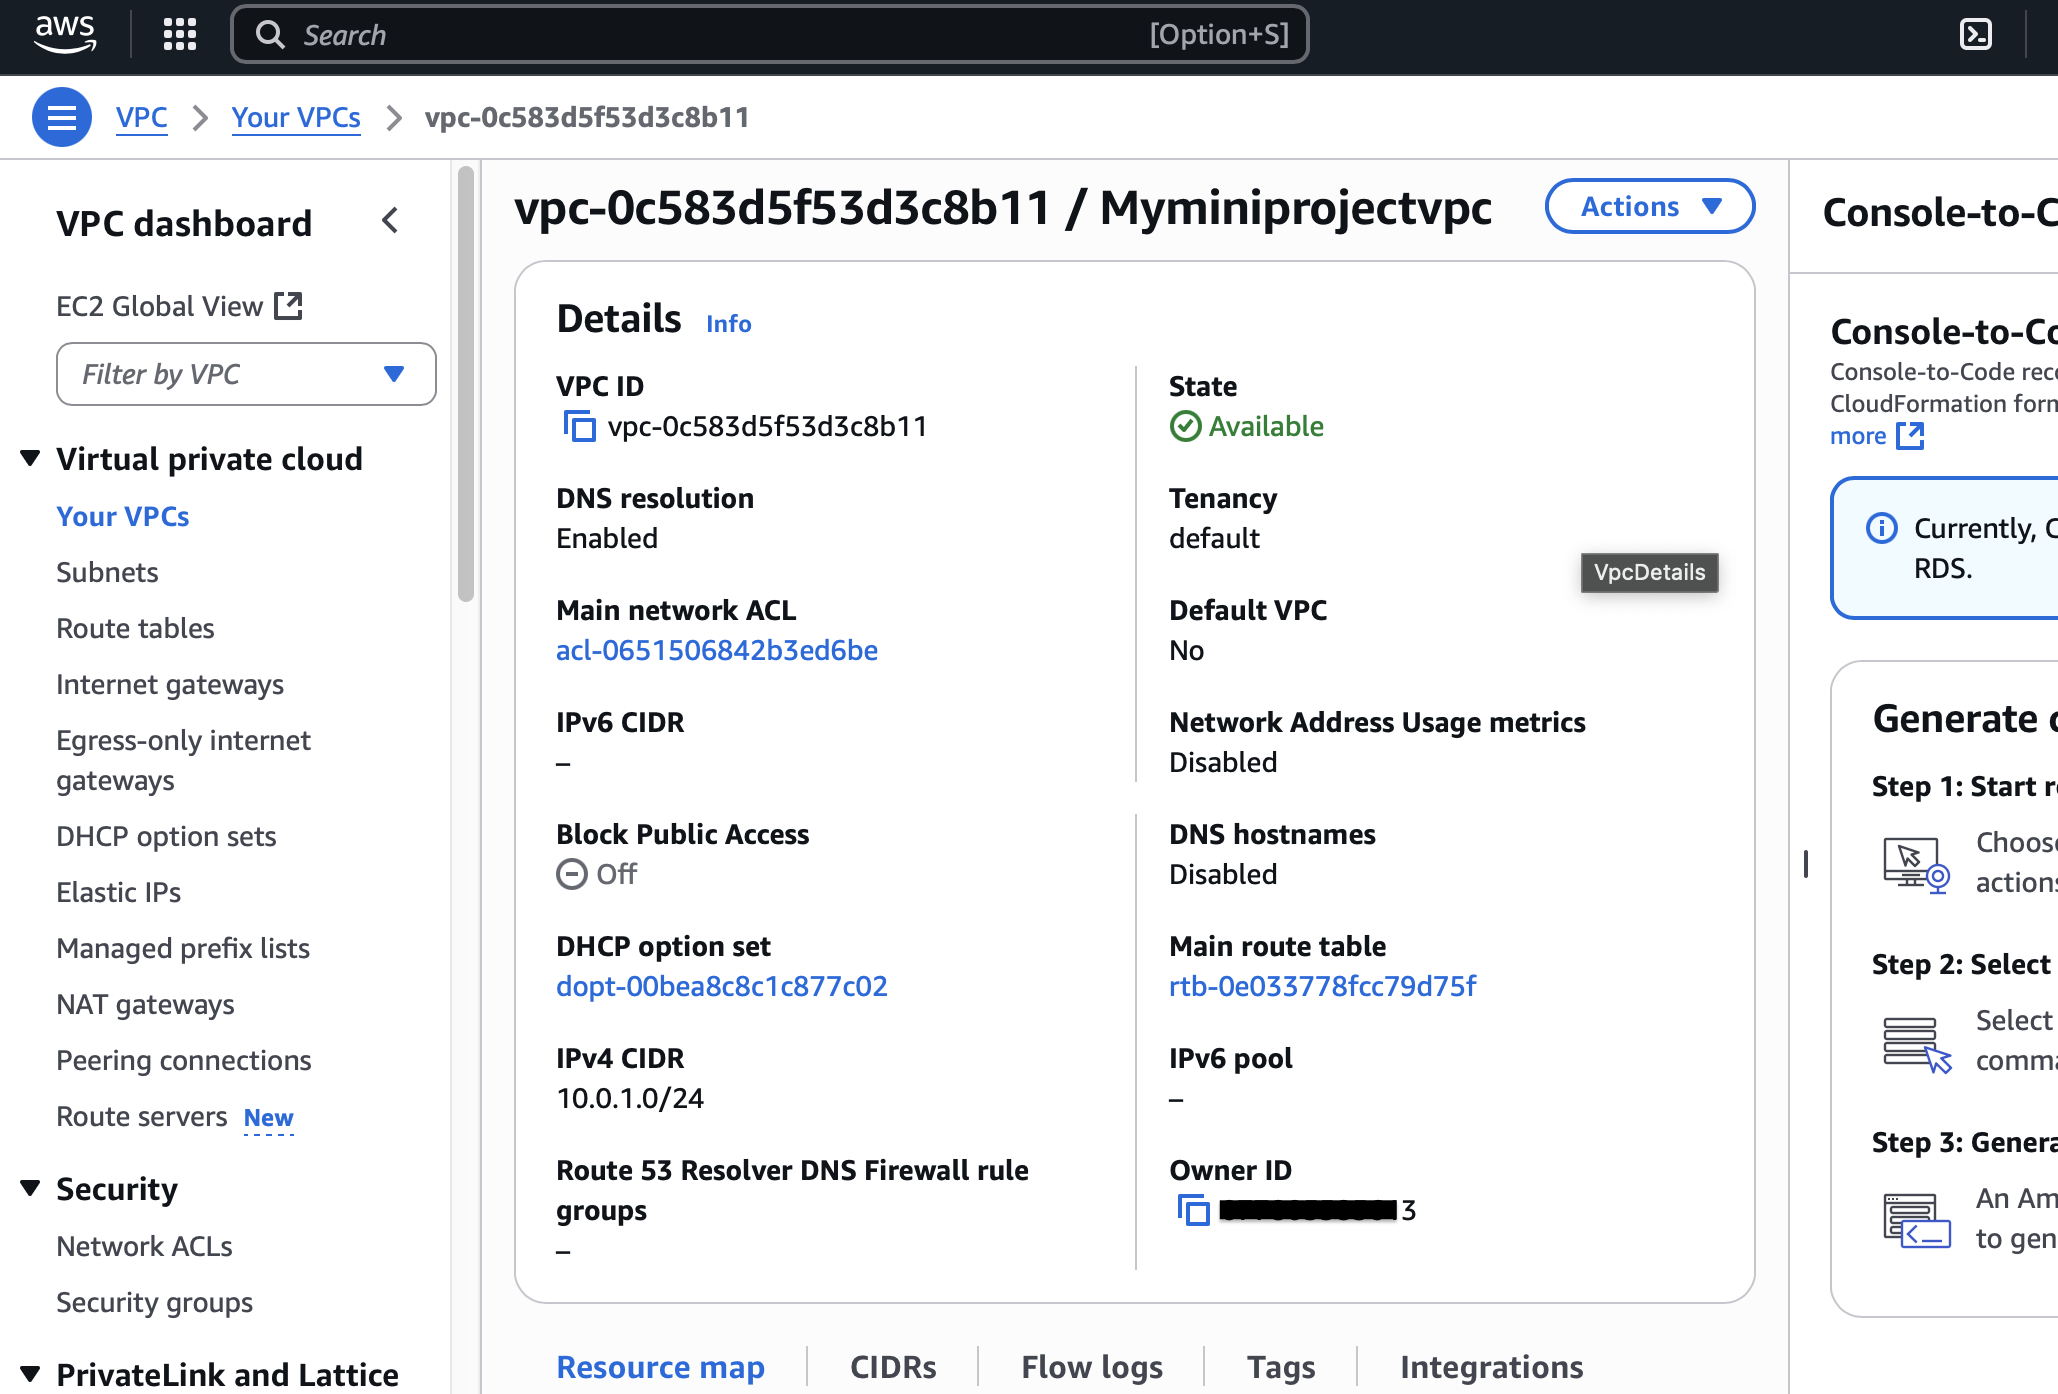 aws
Search [Option+S]
VPC > Your VPCs > vpc-0c583d5f53d3c8b11
VPC dashboard
EC2 Global View
Filter by VPC
Virtual private cloud
Your VPCs
Subnets
Route tables
Internet gateways
Egress-only internet
gateways
DHCP option sets
Elastic IPs
Managed prefix lists
NAT gateways
Peering connections
Route servers New
Security
Network ACLs
Security groups
PrivateLink and Lattice
vpc-0c583d5f53d3c8b11 / Myminiprojectvpc
Actions
Details Info
VPC ID
vpc-0c583d5f53d3c8b11
State
Available
DNS resolution
Enabled
Tenancy
default
VpcDetails
Main network ACL
acl-0651506842b3ed6be
Default VPC
No
IPv6 CIDR
–
Network Address Usage metrics
Disabled
Block Public Access
Off
DNS hostnames
Disabled
DHCP option set
dopt-00bea8c8c1c877c02
Main route table
rtb-0e033778fcc79d75f
IPv4 CIDR
10.0.1.0/24
IPv6 pool
–
Route 53 Resolver DNS Firewall rule
groups
–
Owner ID
3
Resource map
CIDRs
Flow logs
Tags
Integrations
Console-to-C
Console-to-Co
Console-to-Code reco
CloudFormation form
more
Currently, C
RDS.
Generate
Step 1: Start r
Choose
actions
Step 2: Select
Select
comma
Step 3: Genera
An Am
to gen